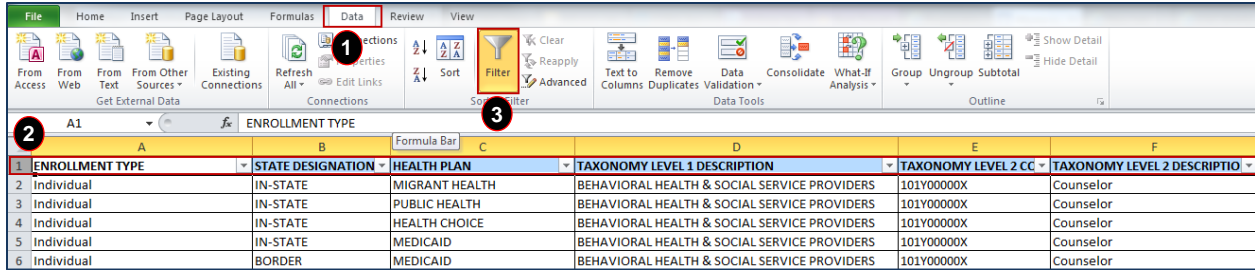 File Home Insert Page Layout Formulas Data Review View
1
From Access
From Web
From Text
From Other Sources
Existing Connections
Get External Data
Refresh All
Edit Links
Connections
Sort
Filter
Clear
Reapply
Advanced
3
Text to Columns
Remove Duplicates
Data Validation
Consolidate
What-If Analysis
Data Tools
Group
Ungroup
Subtotal
Show Detail
Hide Detail
Outline
2
A1 fx ENROLLMENT TYPE
Formula Bar
A B C D E F
1 ENROLLMENT TYPE STATE DESIGNATION HEALTH PLAN TAXONOMY LEVEL 1 DESCRIPTION TAXONOMY LEVEL 2 CC TAXONOMY LEVEL 2 DESCRIPTIO
2 Individual IN-STATE MIGRANT HEALTH BEHAVIORAL HEALTH & SOCIAL SERVICE PROVIDERS 101Y00000X Counselor
3 Individual IN-STATE PUBLIC HEALTH BEHAVIORAL HEALTH & SOCIAL SERVICE PROVIDERS 101Y00000X Counselor
4 Individual IN-STATE HEALTH CHOICE BEHAVIORAL HEALTH & SOCIAL SERVICE PROVIDERS 101Y00000X Counselor
5 Individual IN-STATE MEDICAID BEHAVIORAL HEALTH & SOCIAL SERVICE PROVIDERS 101Y00000X Counselor
6 Individual BORDER MEDICAID BEHAVIORAL HEALTH & SOCIAL SERVICE PROVIDERS 101Y00000X Counselor